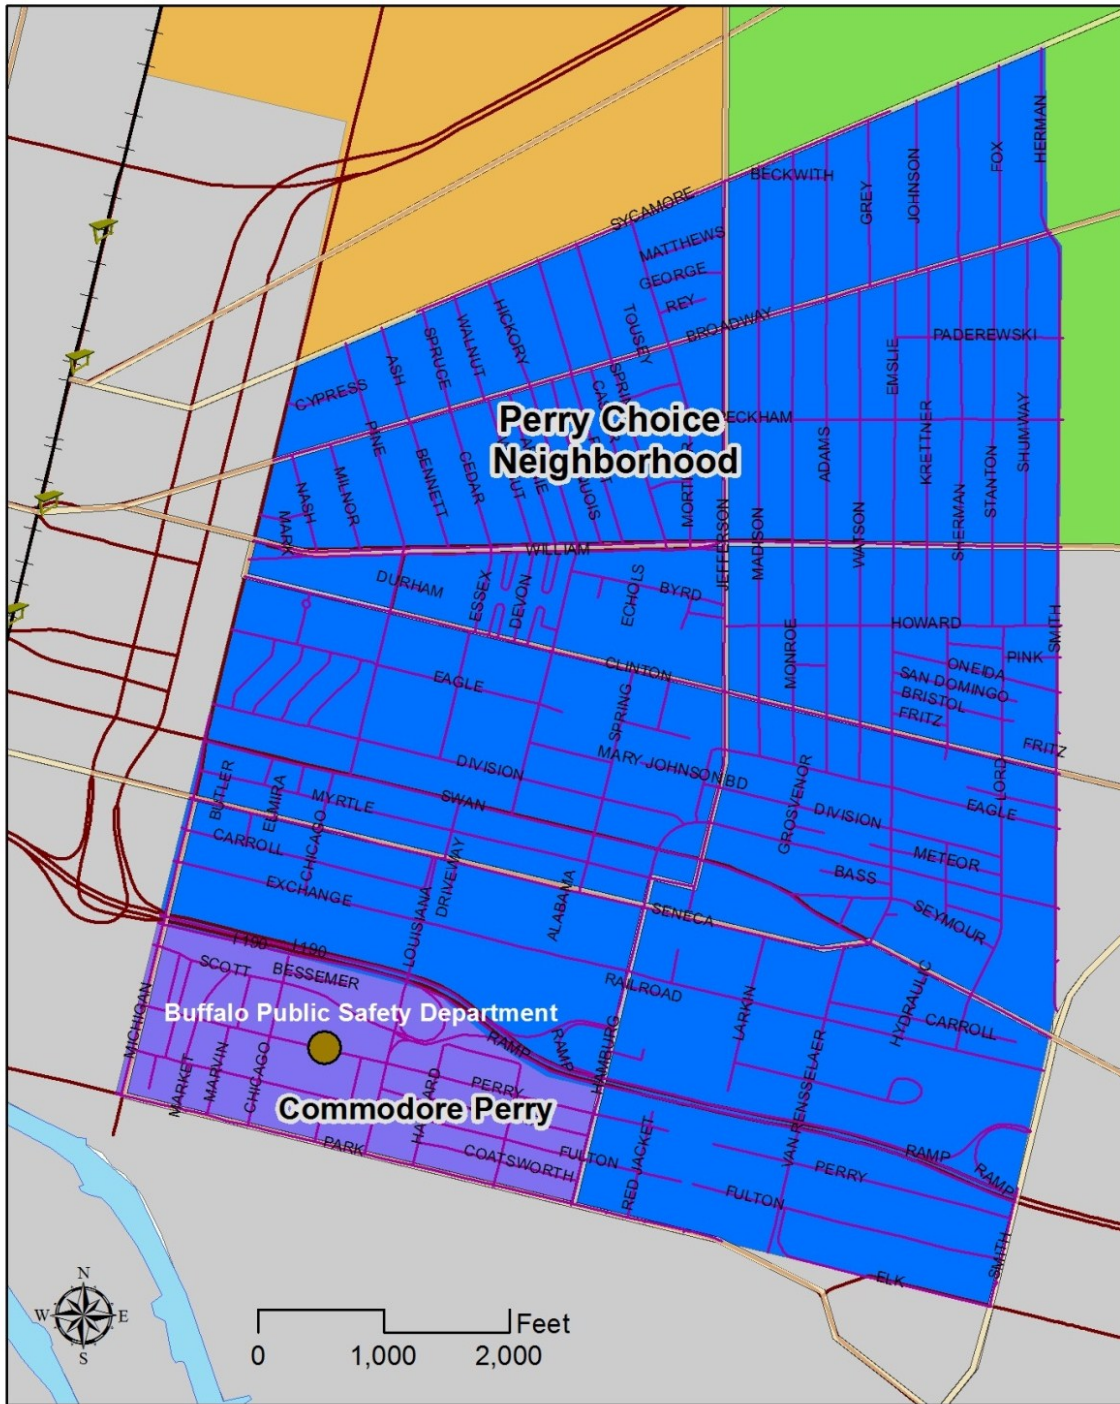 HERMAN
FOX
JOHNSON
GREY
BECKWITH
SYCAMORE
MATTHEWS
GEORGE
REY
BROADWAY
TOUSEY
HICKORY
WALNUT
SPRUCE
ASH
CYPRESS
PINE
PADEREWSKI
EMSLIE
Perry Choice
Neighborhood
ADAMS
KRETTNER
SHUMWAY
STANTON
SHERMAN
WATSON
MADISON
JEFFERSON
CEDAR
BENNETT
MILNOR
NASH
MARK
WILLIAM
DURHAM
ESSEX
DEVON
ECHOLS
BYRD
HOWARD
SMITH
PINK
ONEIDA
SAN DOMINGO
BRISTOL
FRITZ
FRITZ
MONROE
CLINTON
SPRING
EAGLE
MARY JOHNSON BD
DIVISION
SWAN
GROSVENOR
DIVISION
EAGLE
LORD
METEOR
BASS
SEYMOUR
BUTLER
ELMIRA
MYRTLE
CHICAGO
CARROLL
EXCHANGE
DRIVEWAY
LOUISIANA
ALABAMA
SENECA
RAILROAD
LARKIN
HYDRAULIC
CARROLL
VAN RENSSELAER
I190
I190
SCOTT
BESSEMER
Buffalo Public Safety Department
MICHIGAN
RAMP
RAMP
HAMBURG
MARKET
MARVIN
CHICAGO
PERRY
Commodore Perry
PARK
COATSWORTH
FULTON
RED JACKET
FULTON
PERRY
RAMP
RAMP
SMITH
ELK
N
W
E
S
Feet
0
1,000
2,000